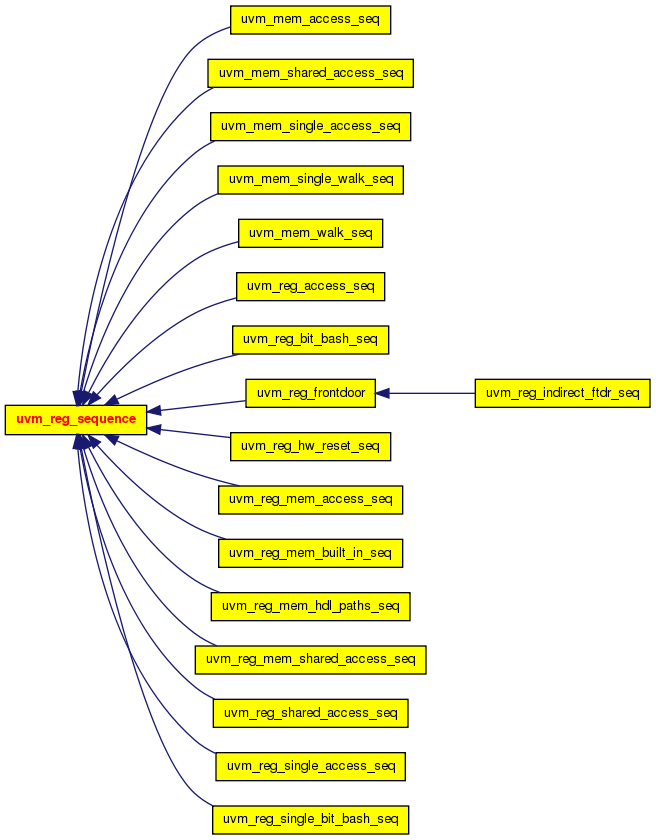 uvm_mem_access_seq
uvm_mem_shared_access_seq
uvm_mem_single_access_seq
uvm_mem_single_walk_seq
uvm_mem_walk_seq
uvm_reg_access_seq
uvm_reg_bit_bash_seq
uvm_reg_frontdoor
uvm_reg_indirect_ftdr_seq
uvm_reg_sequence
uvm_reg_hw_reset_seq
uvm_reg_mem_access_seq
uvm_reg_mem_built_in_seq
uvm_reg_mem_hdl_paths_seq
uvm_reg_mem_shared_access_seq
uvm_reg_shared_access_seq
uvm_reg_single_access_seq
uvm_reg_single_bit_bash_seq